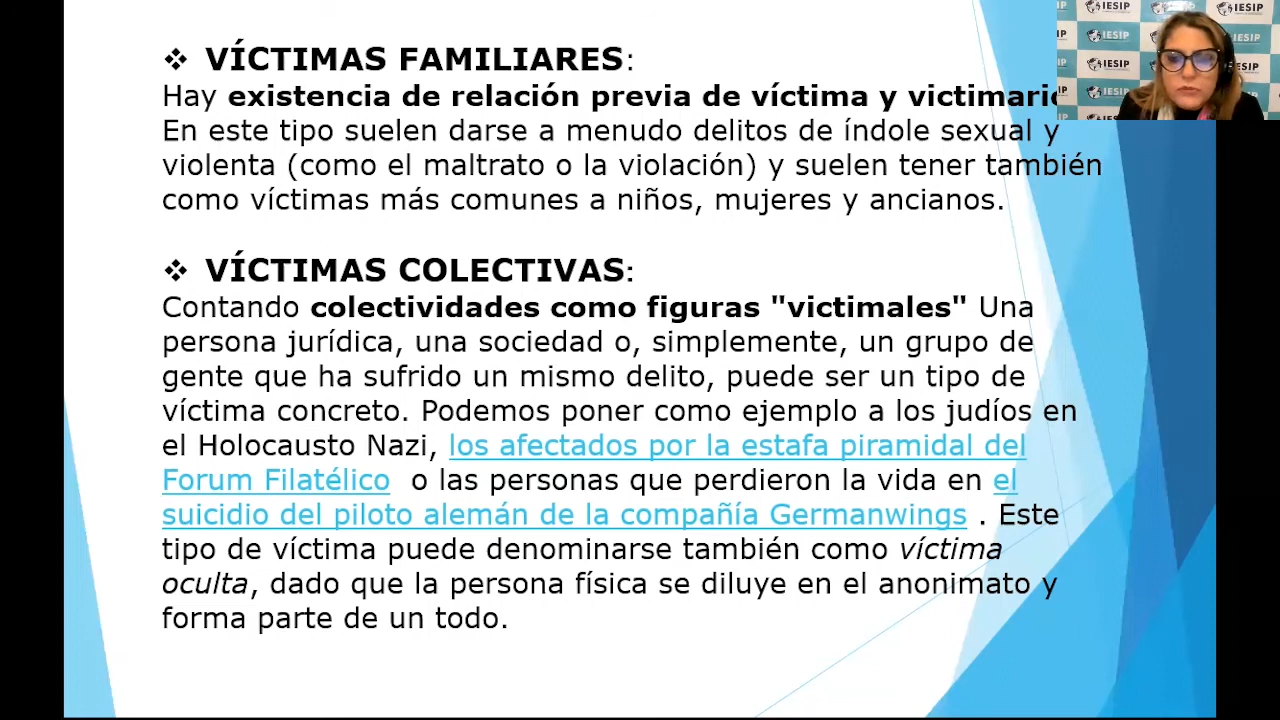 ❖ VÍCTIMAS FAMILIARES:
Hay existencia de relación previa de víctima y victimario
En este tipo suelen darse a menudo delitos de índole sexual y
violenta (como el maltrato o la violación) y suelen tener también
como víctimas más comunes a niños, mujeres y ancianos.
❖ VÍCTIMAS COLECTIVAS:
Contando colectividades como figuras "victimales" Una
persona jurídica, una sociedad o, simplemente, un grupo de
gente que ha sufrido un mismo delito, puede ser un tipo de
víctima concreto. Podemos poner como ejemplo a los judíos en
el Holocausto Nazi, los afectados por la estafa piramidal del
Forum Filatélico o las personas que perdieron la vida en el
suicidio del piloto alemán de la compañía Germanwings . Este
tipo de víctima puede denominarse también como víctima
oculta, dado que la persona física se diluye en el anonimato y
forma parte de un todo.
IESIP
IESIP
IESIP
IESIP
IESIP